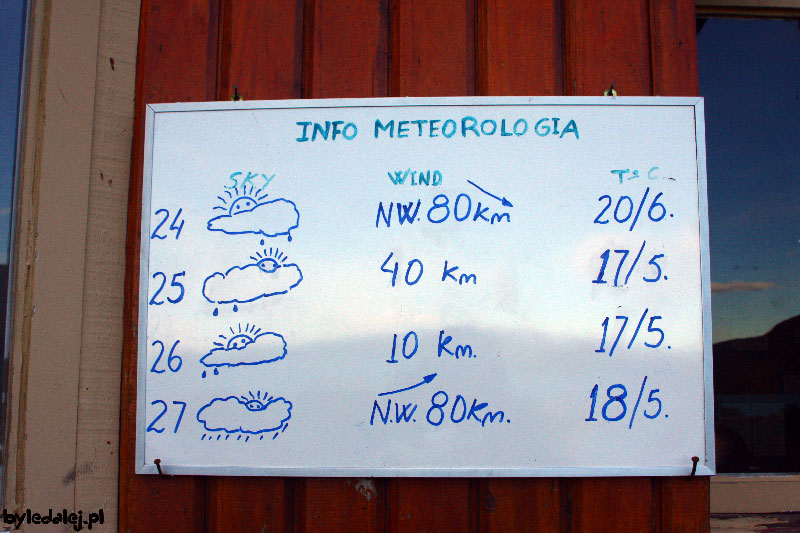 INFO METEOROLOGIA
SKY WIND Tº C.
24 NW. 80km 20/6.
25 40 km 17/5.
26 10 km. 17/5.
27 N.W. 80km. 18/5.
byledalej.pl